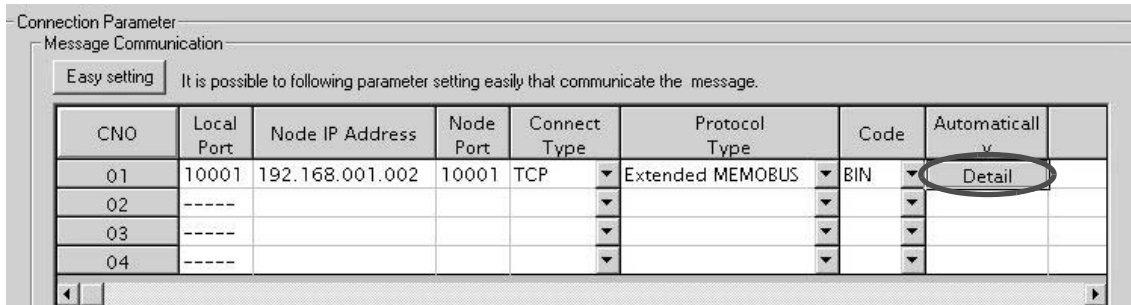 Connection Parameter
Message Communication
Easy setting It is possible to following parameter setting easily that communicate the message.
CNO Local Port Node IP Address Node Port Connect Type Protocol Type Code Automaticall y
01 10001 192.168.001.002 10001 TCP Extended MEMOBUS BIN Detail
02 -----
03 -----
04 -----